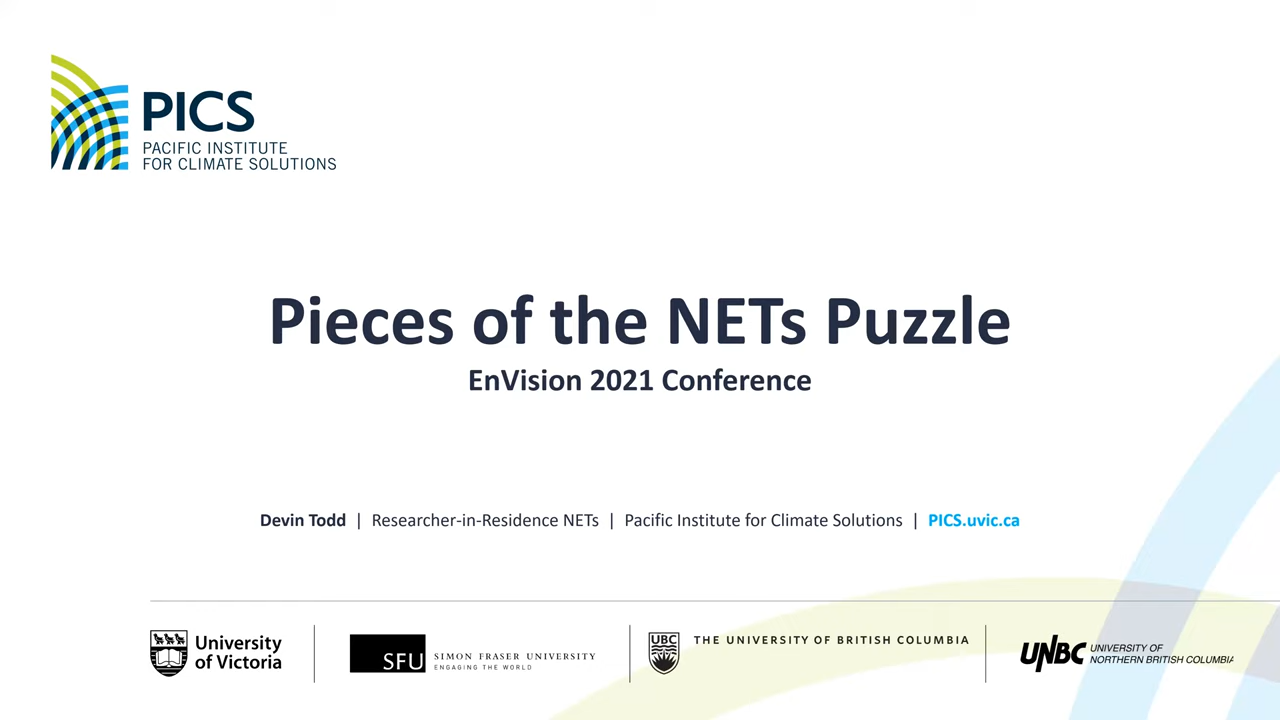 PICS
PACIFIC INSTITUTE
FOR CLIMATE SOLUTIONS
Pieces of the NETs Puzzle
EnVision 2021 Conference
Devin Todd | Researcher-in-Residence NETs | Pacific Institute for Climate Solutions | PICS.uvic.ca
University
of Victoria
SFU
SIMON FRASER UNIVERSITY
ENGAGING THE WORLD
UBC
THE UNIVERSITY OF BRITISH COLUMBIA
UNBC
UNIVERSITY OF
NORTHERN BRITISH COLUMBIA